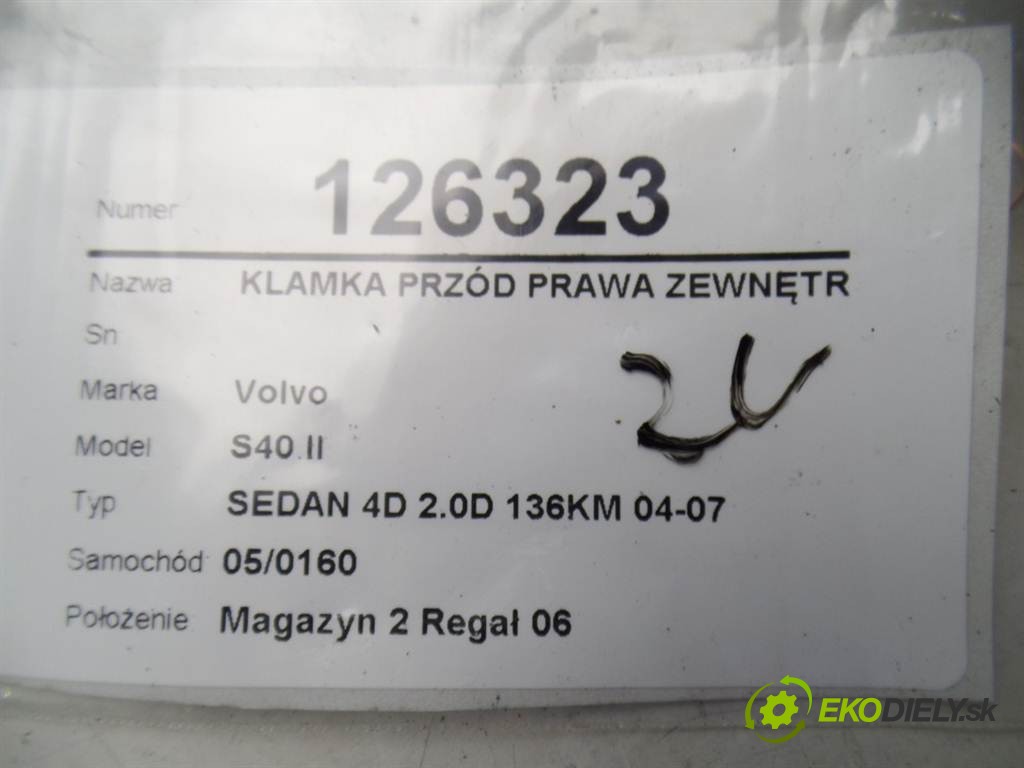 Numer 126323
Nazwa KLAMKA PRZÓD PRAWA ZEWNĘTR
Sn
Marka Volvo
Model S40 II
Typ SEDAN 4D 2.0D 136KM 04-07
Samochód 05/0160
Położenie Magazyn 2 Regał 06
EKODIELY.sk